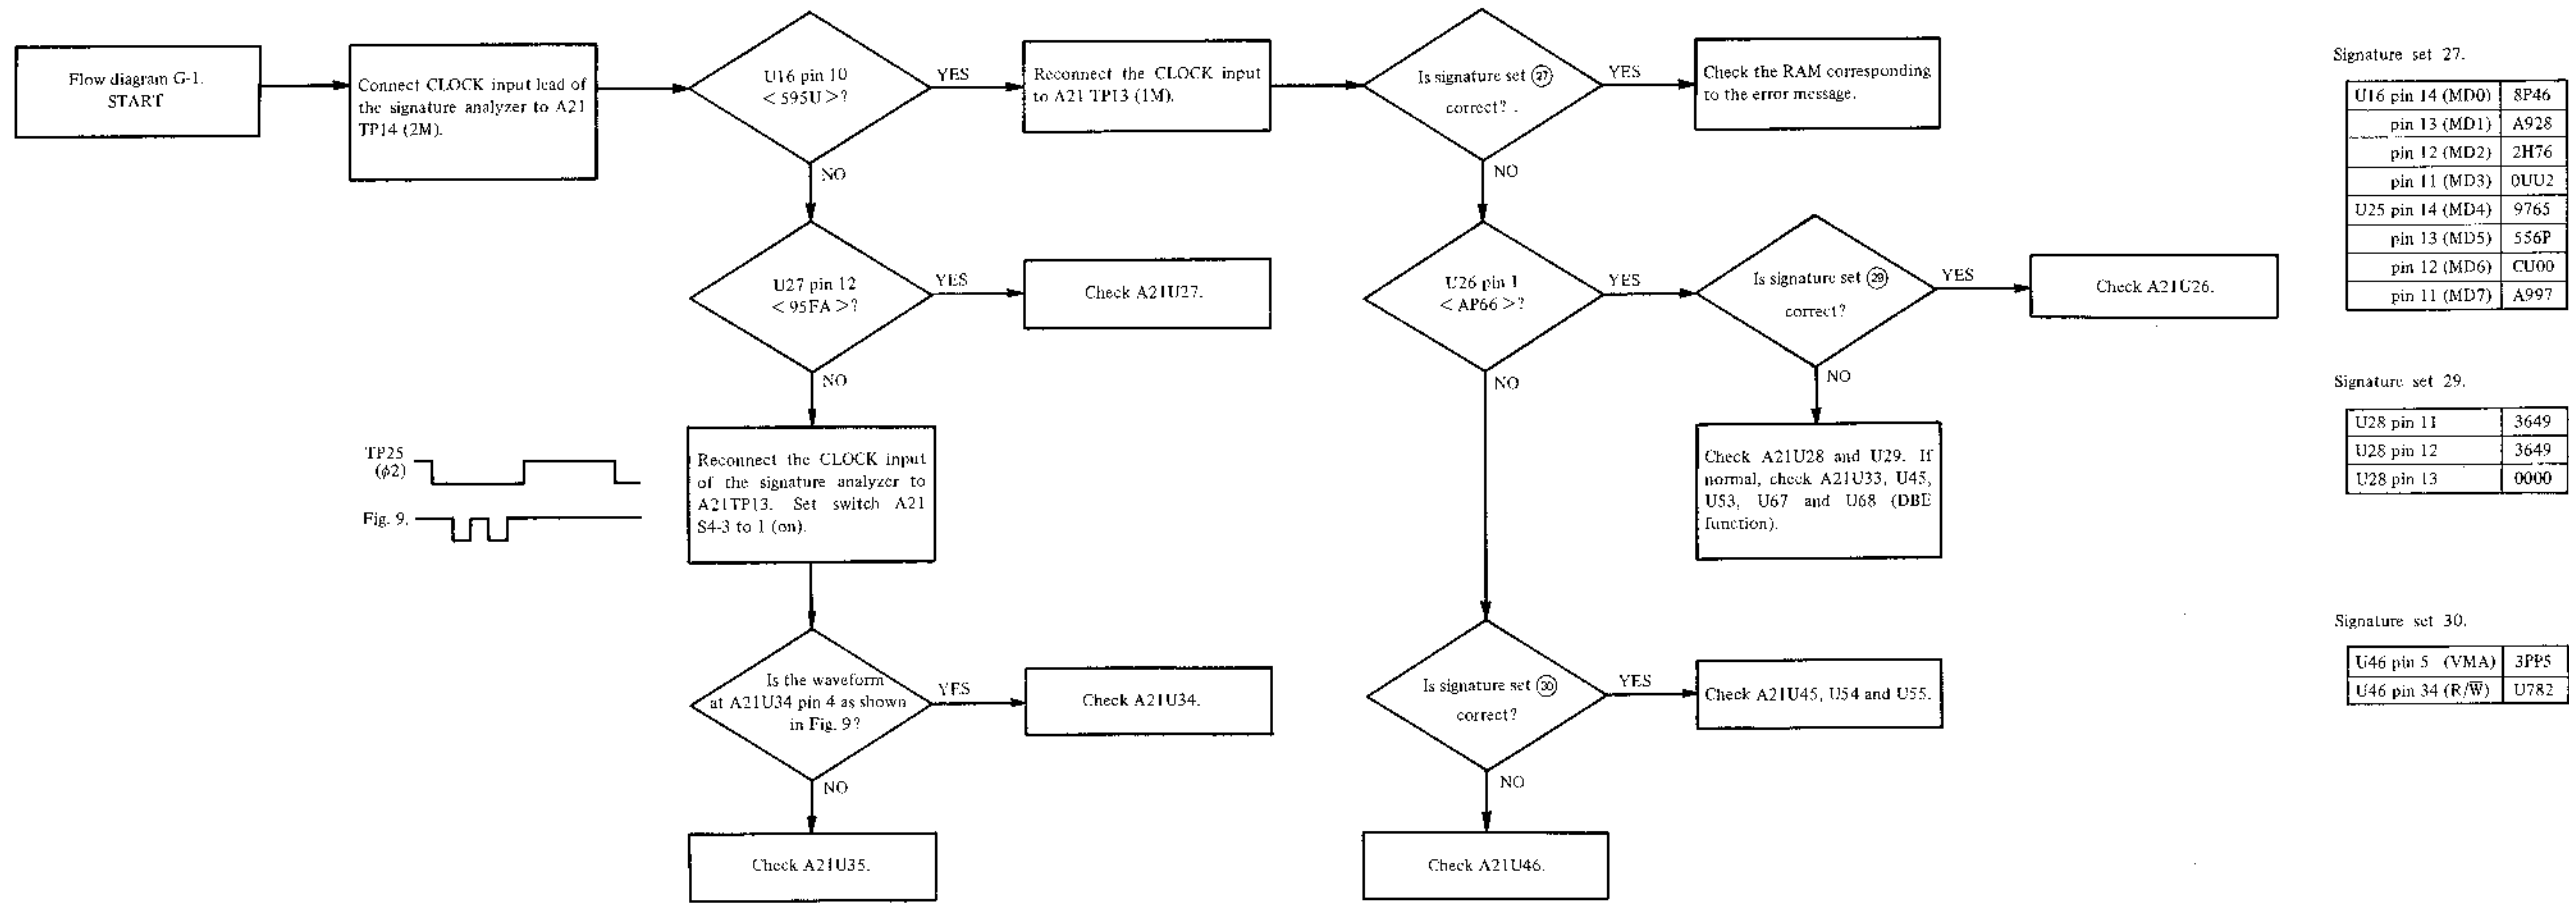 Flow diagram G-1.
START
Connect CLOCK input lead of
the signature analyzer to A21
TP14 (2M).
U16 pin 10
< 595U >?
YES
NO
Reconnect the CLOCK input
to A21 TP13 (1M).
Is signature set 27
correct? .
YES
NO
Check the RAM corresponding
to the error message.
U27 pin 12
< 95FA >?
YES
NO
Check A21U27.
U26 pin 1
< AP66 >?
YES
NO
Is signature set 29
correct?
YES
NO
Check A21U26.
TP25
(ϕ2)
Fig. 9.
Reconnect the CLOCK input
of the signature analyzer to
A21TP13. Set switch A21
S4-3 to 1 (on).
Check A21U28 and U29. If
normal, check A21U33, U45,
U53, U67 and U68 (DBE
function).
Is the waveform
at A21U34 pin 4 as shown
in Fig. 9?
YES
NO
Check A21U34.
Is signature set 30
correct?
YES
NO
Check A21U45, U54 and U55.
Check A21U35.
Check A21U46.
Signature set 27.
U16 pin 14 (MD0) 8P46
pin 13 (MD1) A928
pin 12 (MD2) 2H76
pin 11 (MD3) 0UU2
U25 pin 14 (MD4) 9765
pin 13 (MD5) 556P
pin 12 (MD6) CU00
pin 11 (MD7) A997
Signature set 29.
U28 pin 11 3649
U28 pin 12 3649
U28 pin 13 0000
Signature set 30.
U46 pin 5 (VMA) 3PP5
U46 pin 34 (R/W̅) U782